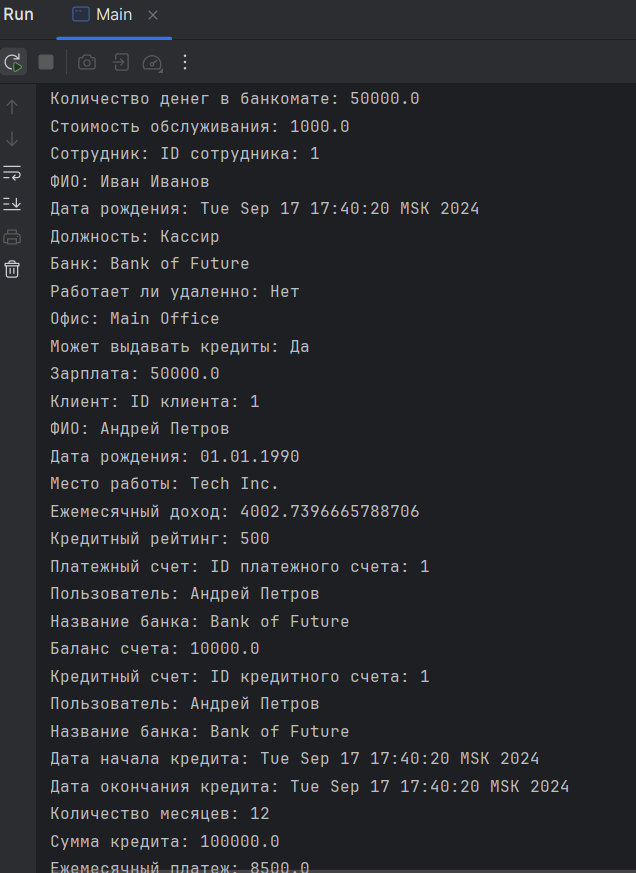 Run
Main
Количество денег в банкомате: 50000.0
Стоимость обслуживания: 1000.0
Сотрудник: ID сотрудника: 1
ФИО: Иван Иванов
Дата рождения: Tue Sep 17 17:40:20 MSK 2024
Должность: Кассир
Банк: Bank of Future
Работает ли удаленно: Нет
Офис: Main Office
Может выдавать кредиты: Да
Зарплата: 50000.0
Клиент: ID клиента: 1
ФИО: Андрей Петров
Дата рождения: 01.01.1990
Место работы: Tech Inc.
Ежемесячный доход: 4002.7396665788706
Кредитный рейтинг: 500
Платежный счет: ID платежного счета: 1
Пользователь: Андрей Петров
Название банка: Bank of Future
Баланс счета: 10000.0
Кредитный счет: ID кредитного счета: 1
Пользователь: Андрей Петров
Название банка: Bank of Future
Дата начала кредита: Tue Sep 17 17:40:20 MSK 2024
Дата окончания кредита: Tue Sep 17 17:40:20 MSK 2024
Количество месяцев: 12
Сумма кредита: 100000.0
Ежемесячный платеж: 8500.0